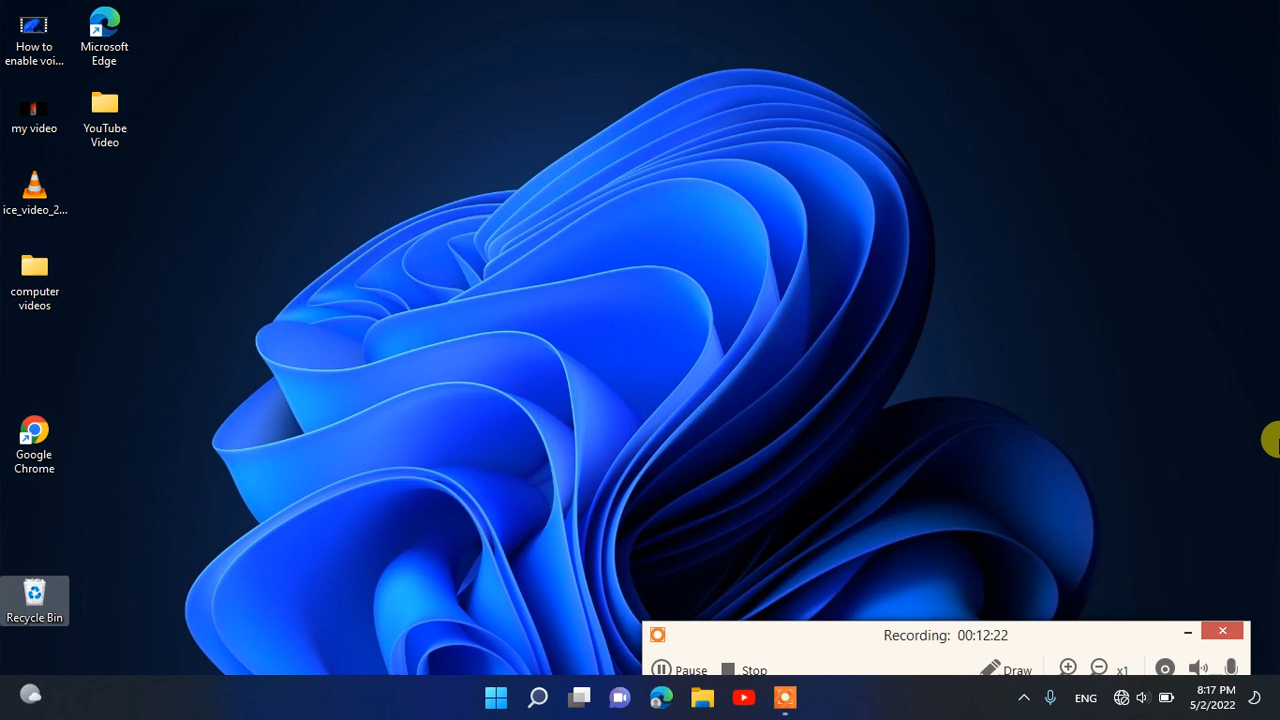 How to
enable voi...
Microsoft
Edge
my video
YouTube
Video
ice_video_2...
computer
videos
Google
Chrome
Recycle Bin
Recording: 00:12:22
Pause
Stop
Draw
x1
ENG
8:17 PM
5/2/2022